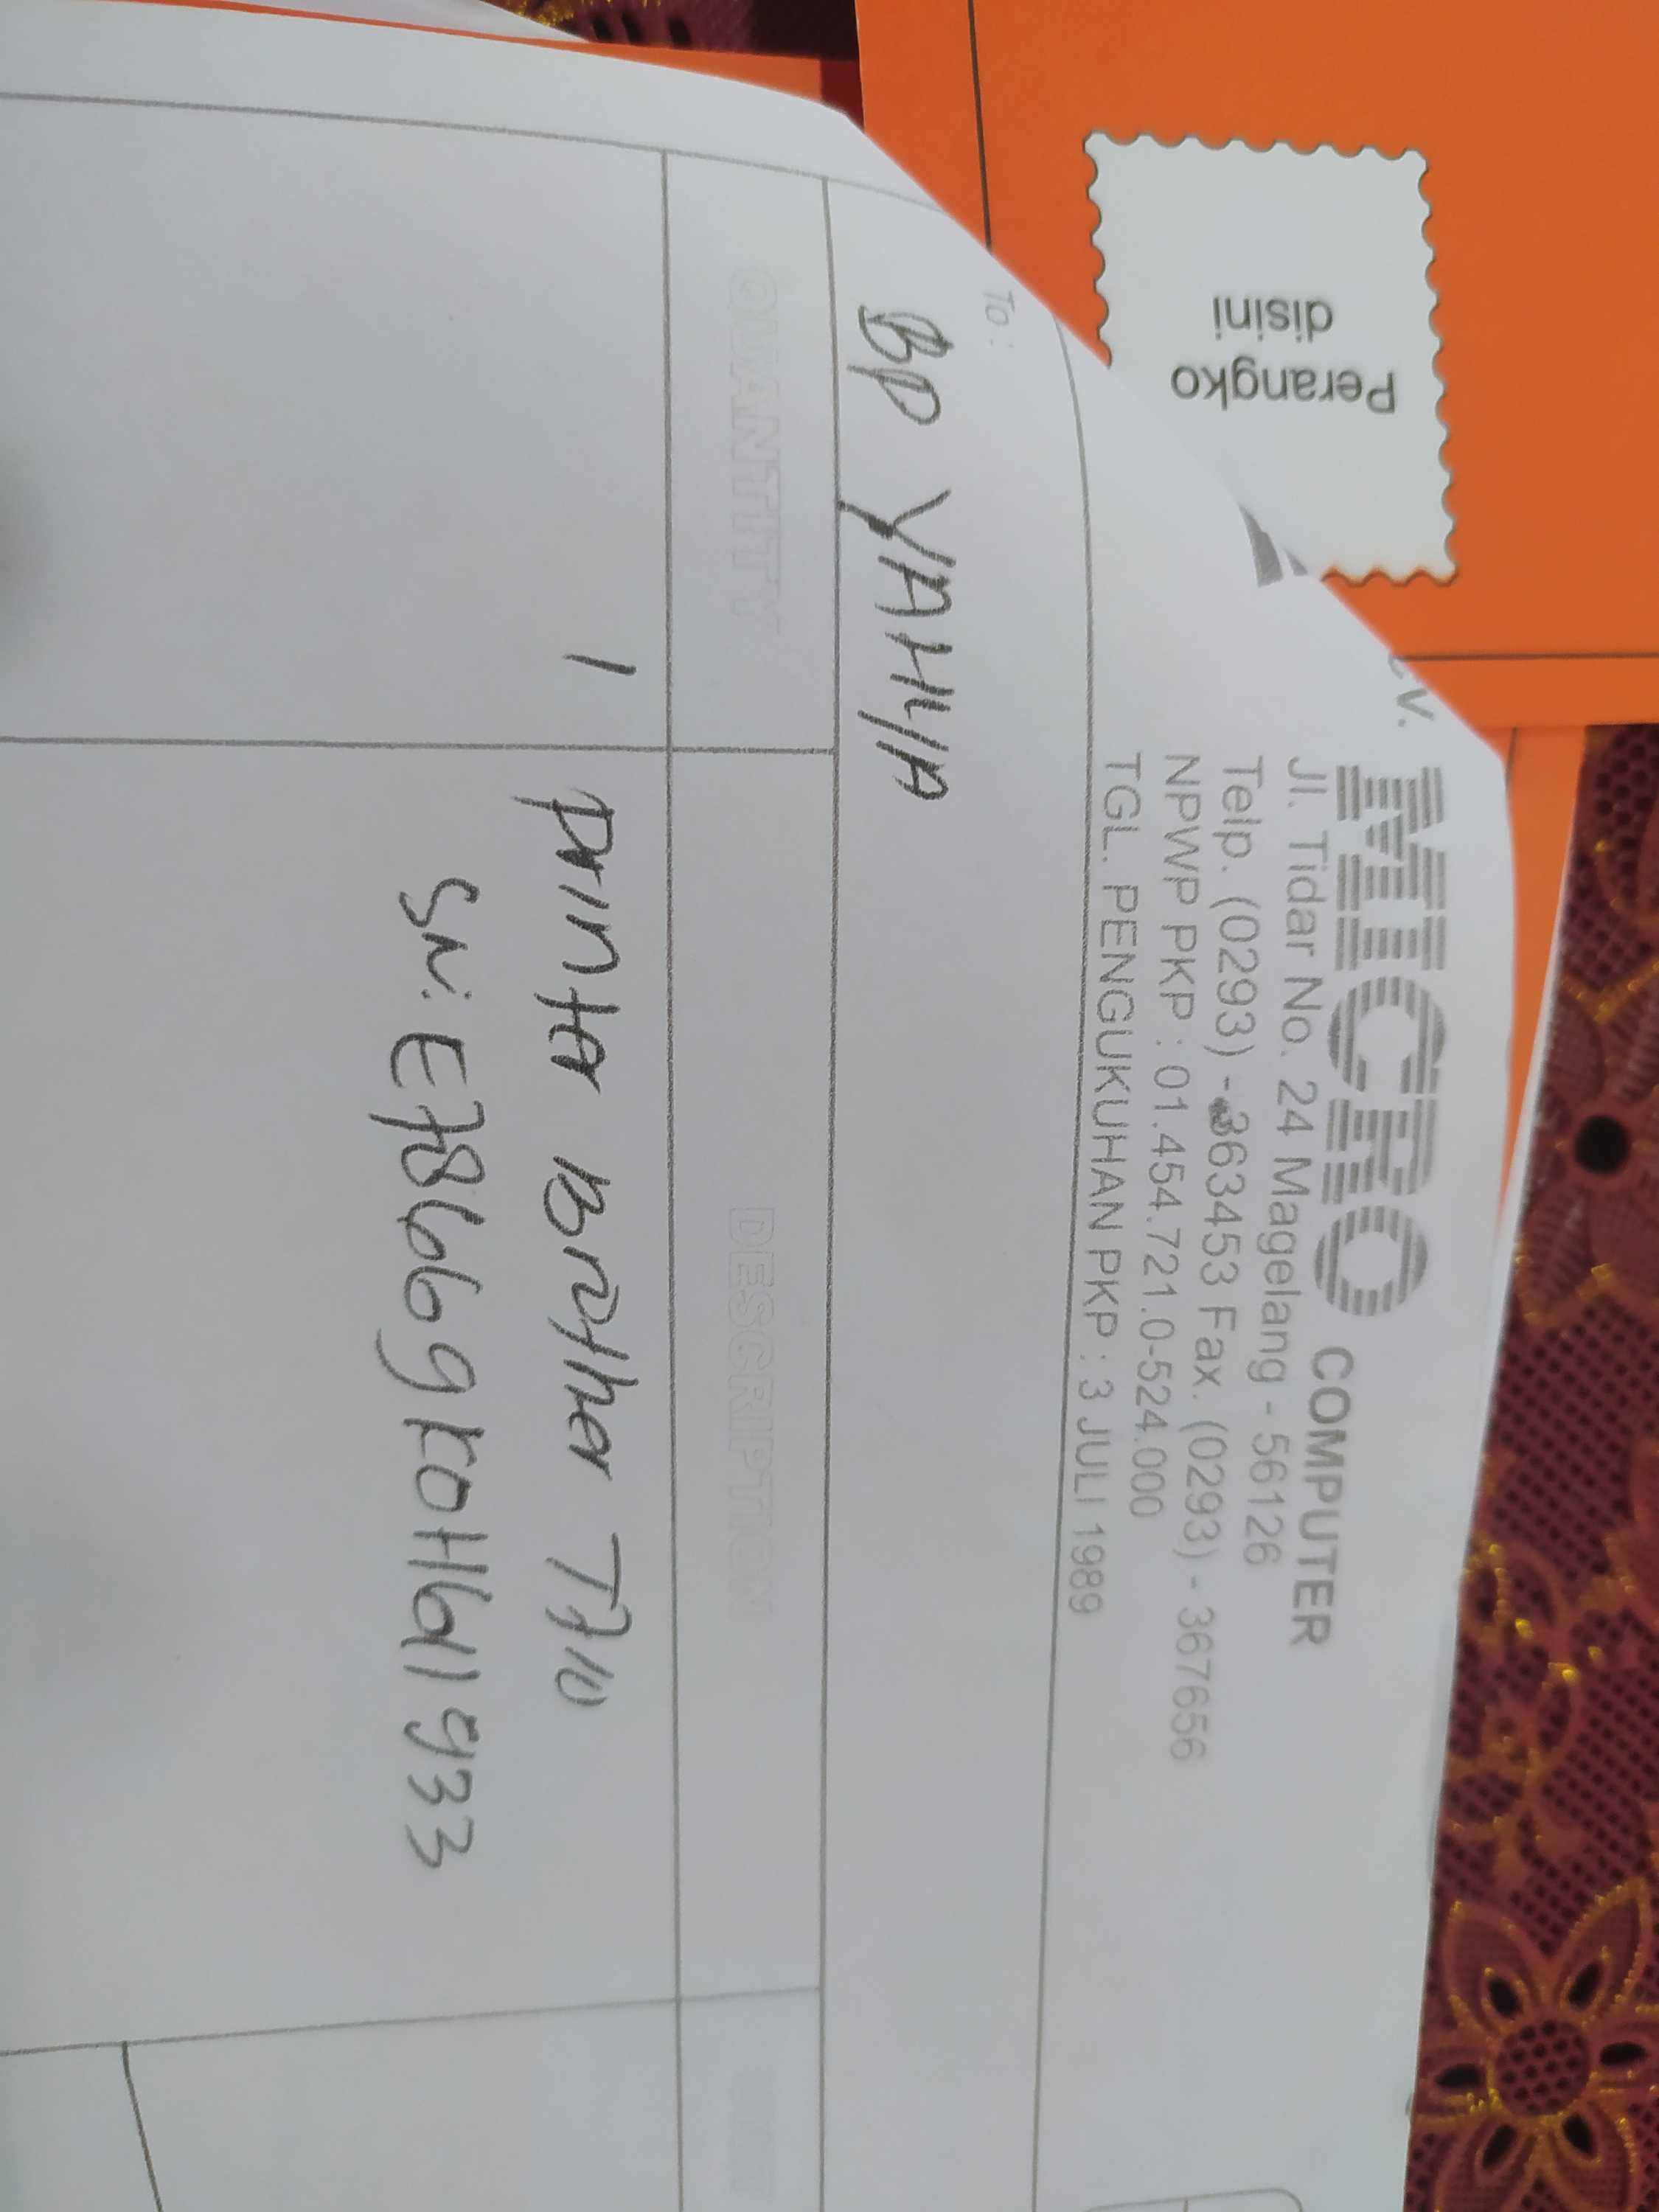 CV. MICRO COMPUTER
Jl. Tidar No. 24 Magelang - 56126
Telp. (0293) - 363453 Fax. (0293) - 367656
NPWP PKP : 01.454.721.0-524.000
TGL. PENGUKUHAN PKP : 3 JULI 1989
To :
BP YAHYA
QUANTITY DESCRIPTION UNIT
1 Printer Brother T710
SN: E78669K0H161933
Perangko
disini